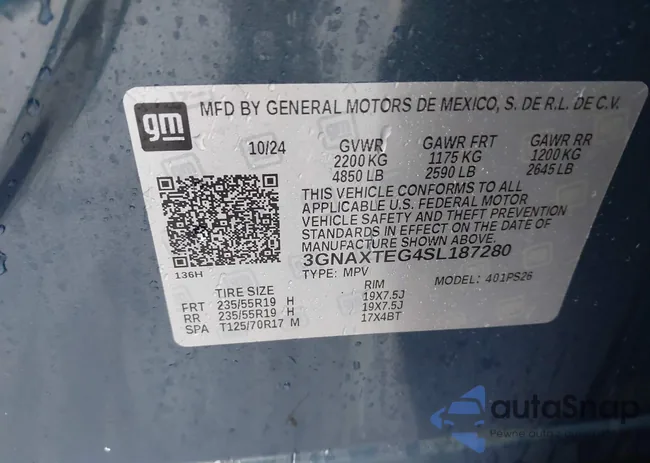 gm
MFD BY GENERAL MOTORS DE MEXICO, S. DE R.L. DE C.V.
10/24 GVWR GAWR FRT GAWR RR
2200 KG 1175 KG 1200 KG
4850 LB 2590 LB 2645 LB
THIS VEHICLE CONFORMS TO ALL
APPLICABLE U.S. FEDERAL MOTOR
VEHICLE SAFETY AND THEFT PREVENTION
STANDARDS IN EFFECT ON THE DATE OF
MANUFACTURE SHOWN ABOVE.
3GNAXTEG4SL187280
136H TYPE: MPV MODEL: 401PS26
TIRE SIZE RIM
FRT 235/55R19 H 19X7.5J
RR 235/55R19 H 19X7.5J
SPA T125/70R17 M 17X4BT
autaSnap
Pewne auto